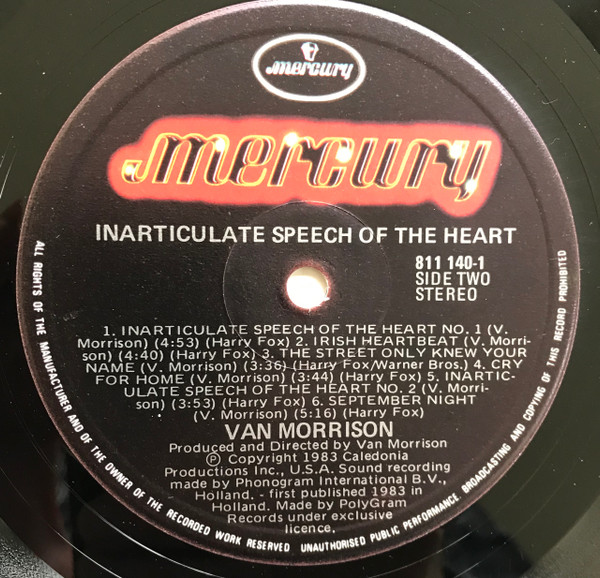 mercury
mercury
INARTICULATE SPEECH OF THE HEART
811 140-1
SIDE TWO
STEREO
1. INARTICULATE SPEECH OF THE HEART NO. 1 (V.
Morrison) (4:53) (Harry Fox) 2. IRISH HEARTBEAT (V. Morri-
son) (4:40) (Harry Fox) 3. THE STREET ONLY KNEW YOUR
NAME (V. Morrison) (3:36) (Harry Fox/Warner Bros.) 4. CRY
FOR HOME (V. Morrison) (3:44) (Harry Fox) 5. INARTIC-
ULATE SPEECH OF THE HEART NO. 2 (V. Morri-
son) (3:53) (Harry Fox) 6. SEPTEMBER NIGHT
(V. Morrison) (5:16) (Harry Fox)
VAN MORRISON
Produced and Directed by Van Morrison
Ⓟ Copyright 1983 Caledonia
Productions Inc., U.S.A. Sound recording
made by Phonogram International B.V.,
Holland. - first published 1983 in
Holland. Made by PolyGram
Records under exclusive
licence.
ALL RIGHTS OF THE MANUFACTURER AND OF THE OWNER OF THE RECORDED WORK RESERVED UNAUTHORISED PUBLIC PERFORMANCE, BROADCASTING AND COPYING OF THIS RECORD PROHIBITED